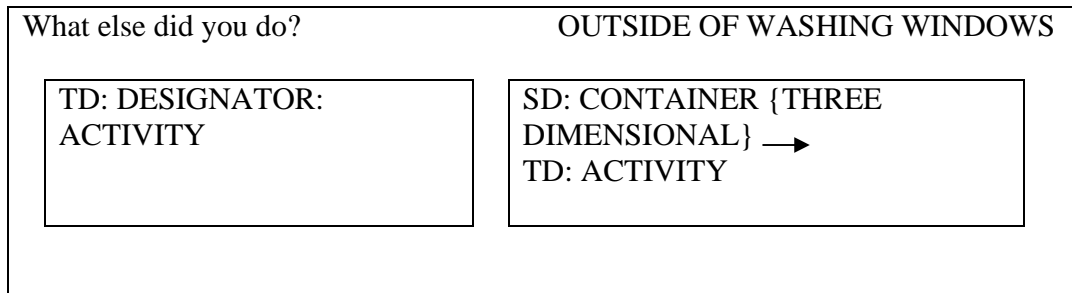 What else did you do? OUTSIDE OF WASHING WINDOWS
TD: DESIGNATOR:
ACTIVITY
SD: CONTAINER {THREE
DIMENSIONAL}
TD: ACTIVITY